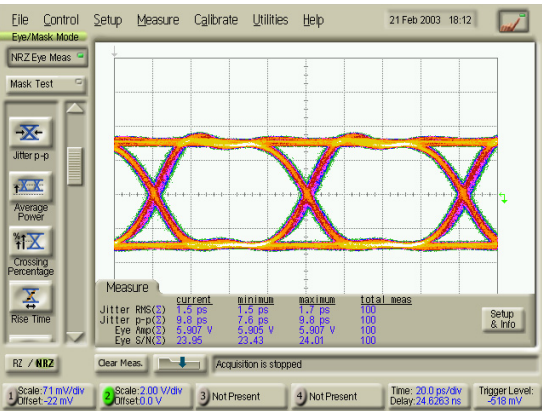 File Control Setup Measure Calibrate Utilities Help 21 Feb 2003 18:12
Eye/Mask Mode
NRZ Eye Meas
Mask Test
Jitter p-p
Average
Power
Crossing
Percentage
Rise Time
Measure
current minimum maximum total meas
Jitter RMS(Σ) 1.5 ps 1.5 ps 1.7 ps 100
Jitter p-p(Σ) 9.8 ps 7.6 ps 9.8 ps 100
Eye Amp(Σ) 5.907 V 5.905 V 5.907 V 100
Eye S/N(Σ) 23.95 23.43 24.01 100
Setup
& Info
RZ / NRZ
Clear Meas.
Acquisition is stopped
1 Scale:71 mV/div
Offset:-22 mV
2 Scale:2.00 V/div
Offset:0.0 V
3 Not Present
4 Not Present
Time: 20.0 ps/div
Delay:24.6263 ns
Trigger Level:
-518 mV